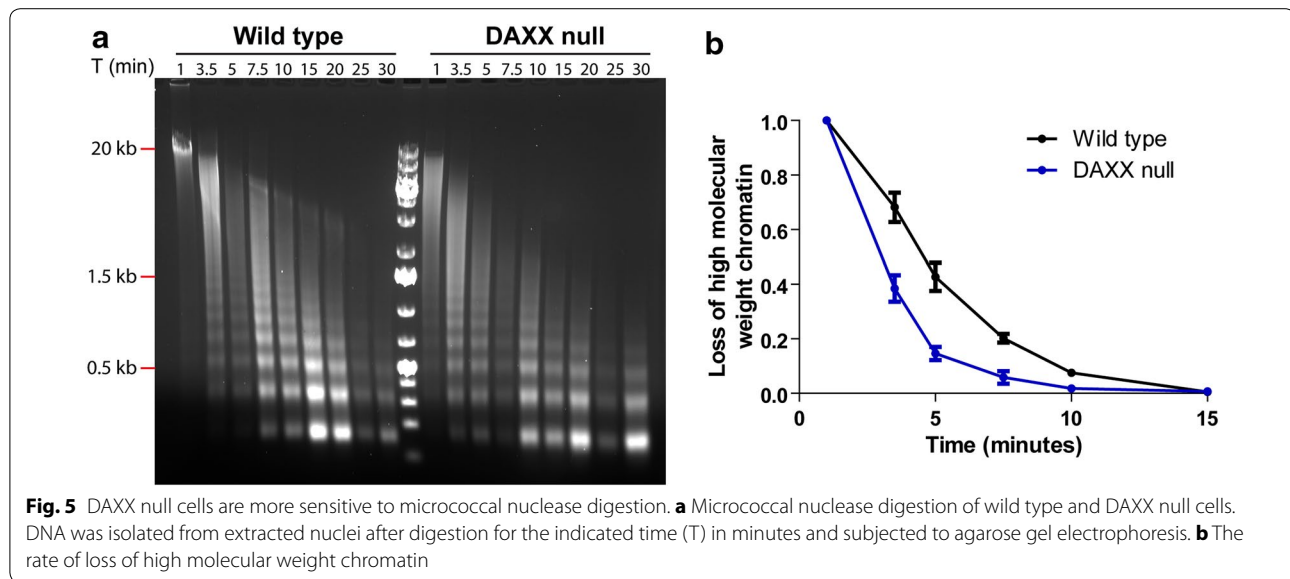 a
Wild type DAXX null
T (min) 1 3.5 5 7.5 10 15 20 30 1 3.5 5 7.5 10 15 20 30
20 kb
1.5 kb
0.5 kb
b
Wild type
DAXX null
1.0
0.8
0.6
0.4
0.2
0.0
Loss of high molecular
weight chromatin
0 5 10 15
Time (minutes)
Fig. 5 DAXX null cells are more sensitive to micrococcal nuclease digestion. a Micrococcal nuclease digestion of wild type and DAXX null cells.
DNA was isolated from extracted nuclei after digestion for the indicated time (T) in minutes and subjected to agarose gel electrophoresis. b The
rate of loss of high molecular weight chromatin